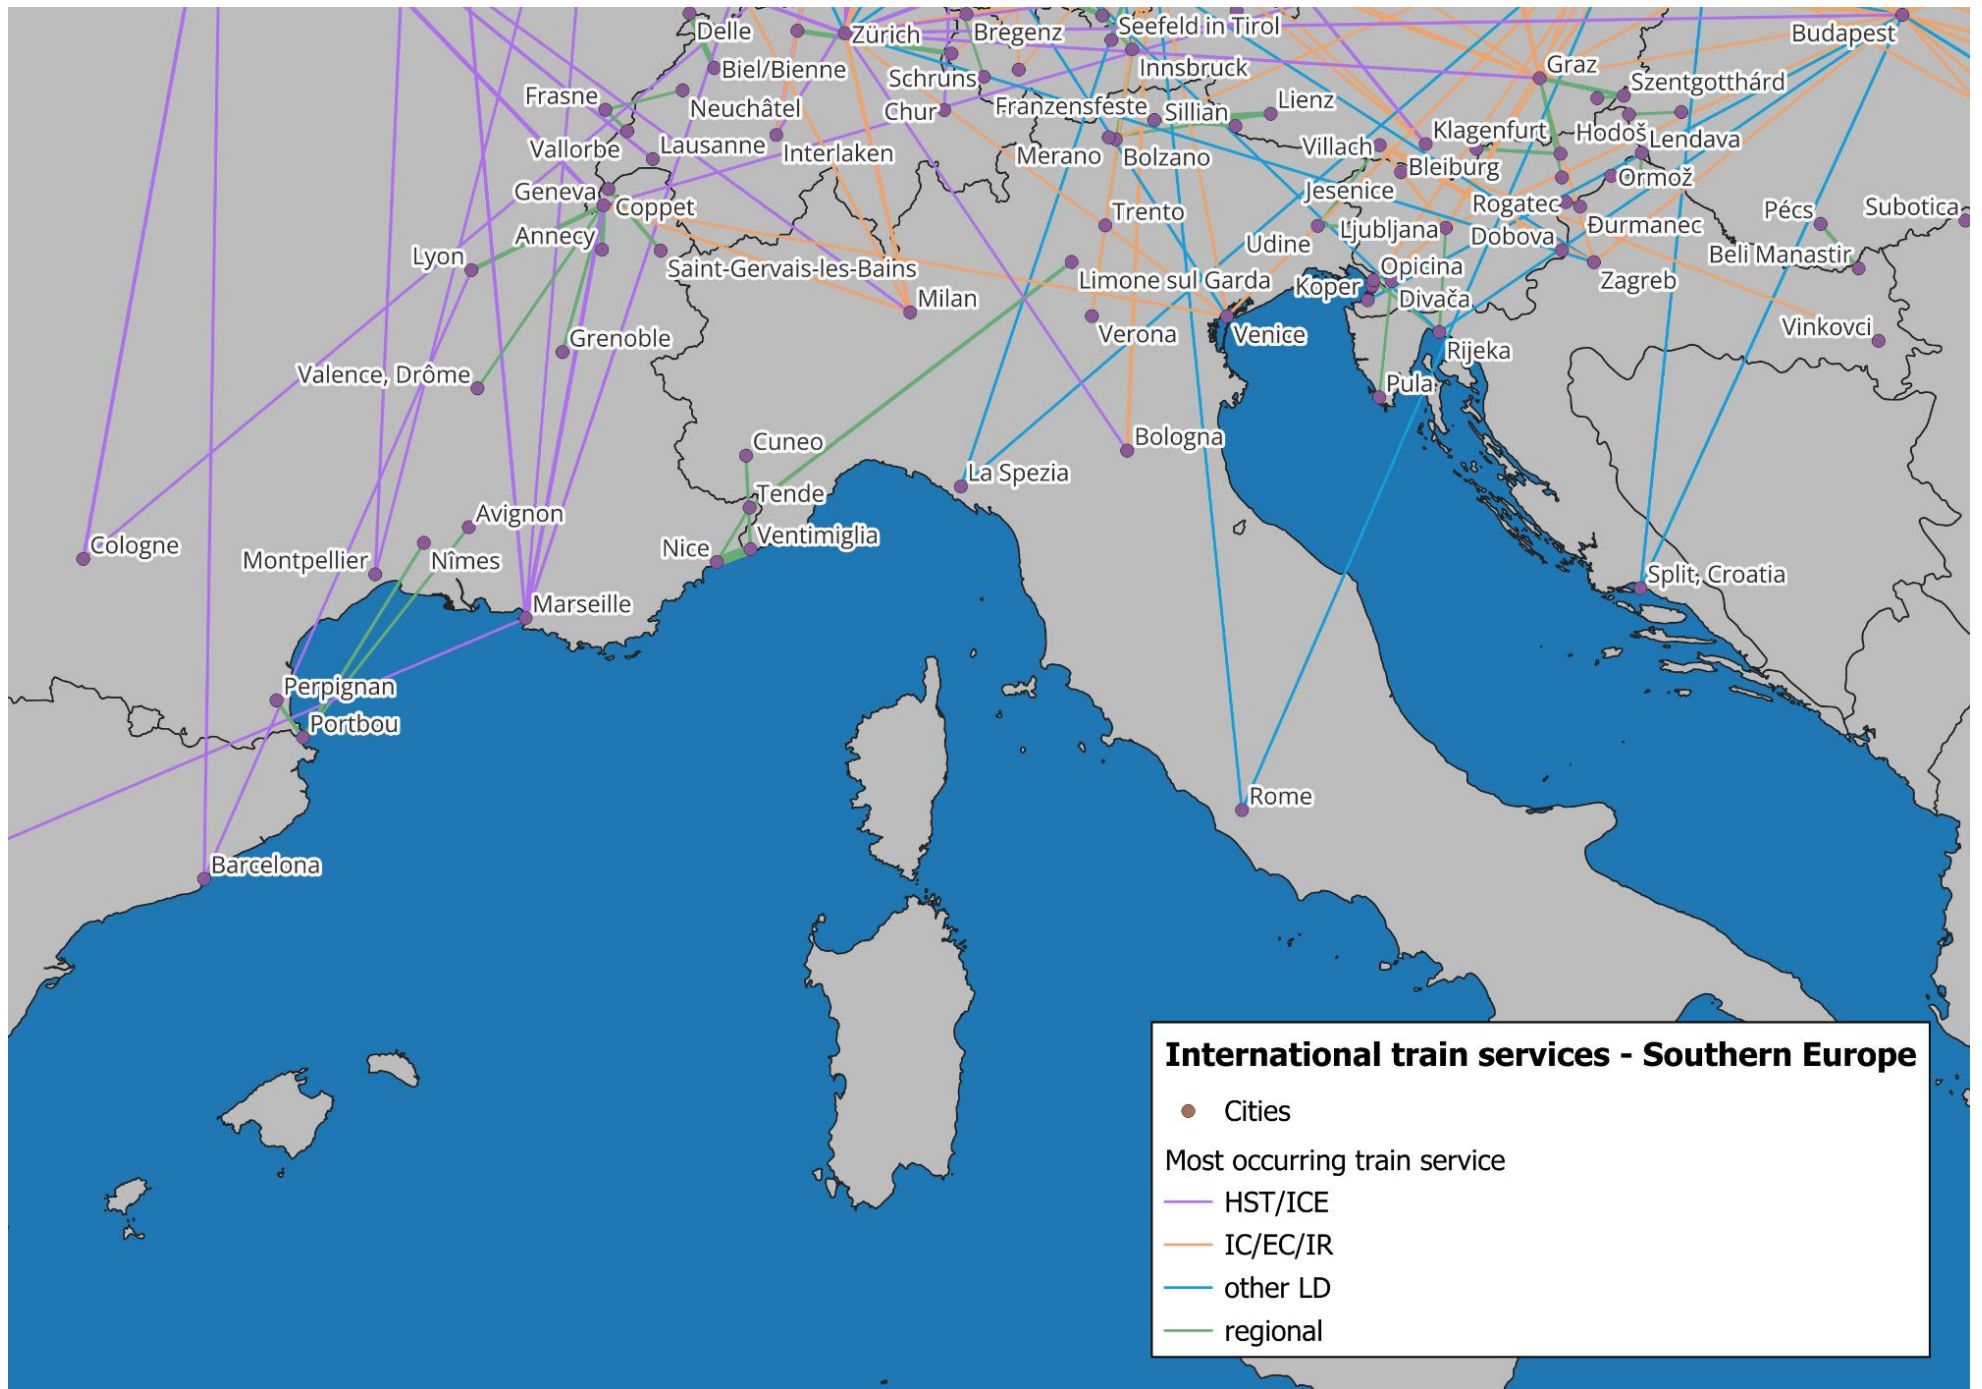 Delle
Zürich
Bregenz
Seefeld in Tirol
Budapest
Biel/Bienne
Schruns
Innsbruck
Graz
Szentgotthárd
Frasne
Neuchâtel
Chur
Franzensfeste
Sillian
Lienz
Klagenfurt
Hodoš
Lendava
Vallorbe
Lausanne
Interlaken
Merano
Bolzano
Villach
Bleiburg
Geneva
Coppet
Jesenice
Ormož
Annecy
Trento
Rogatec
Đurmanec
Pécs
Subotica
Lyon
Saint-Gervais-les-Bains
Udine
Ljubljana
Dobova
Beli Manastir
Limone sul Garda
Koper
Opicina
Zagreb
Milan
Divača
Grenoble
Verona
Venice
Rijeka
Vinkovci
Valence, Drôme
Pula
Cuneo
Bologna
La Spezia
Tende
Avignon
Cologne
Montpellier
Nîmes
Nice
Ventimiglia
Split, Croatia
Marseille
Perpignan
Portbou
Rome
Barcelona
International train services - Southern Europe
Cities
Most occurring train service
HST/ICE
IC/EC/IR
other LD
regional